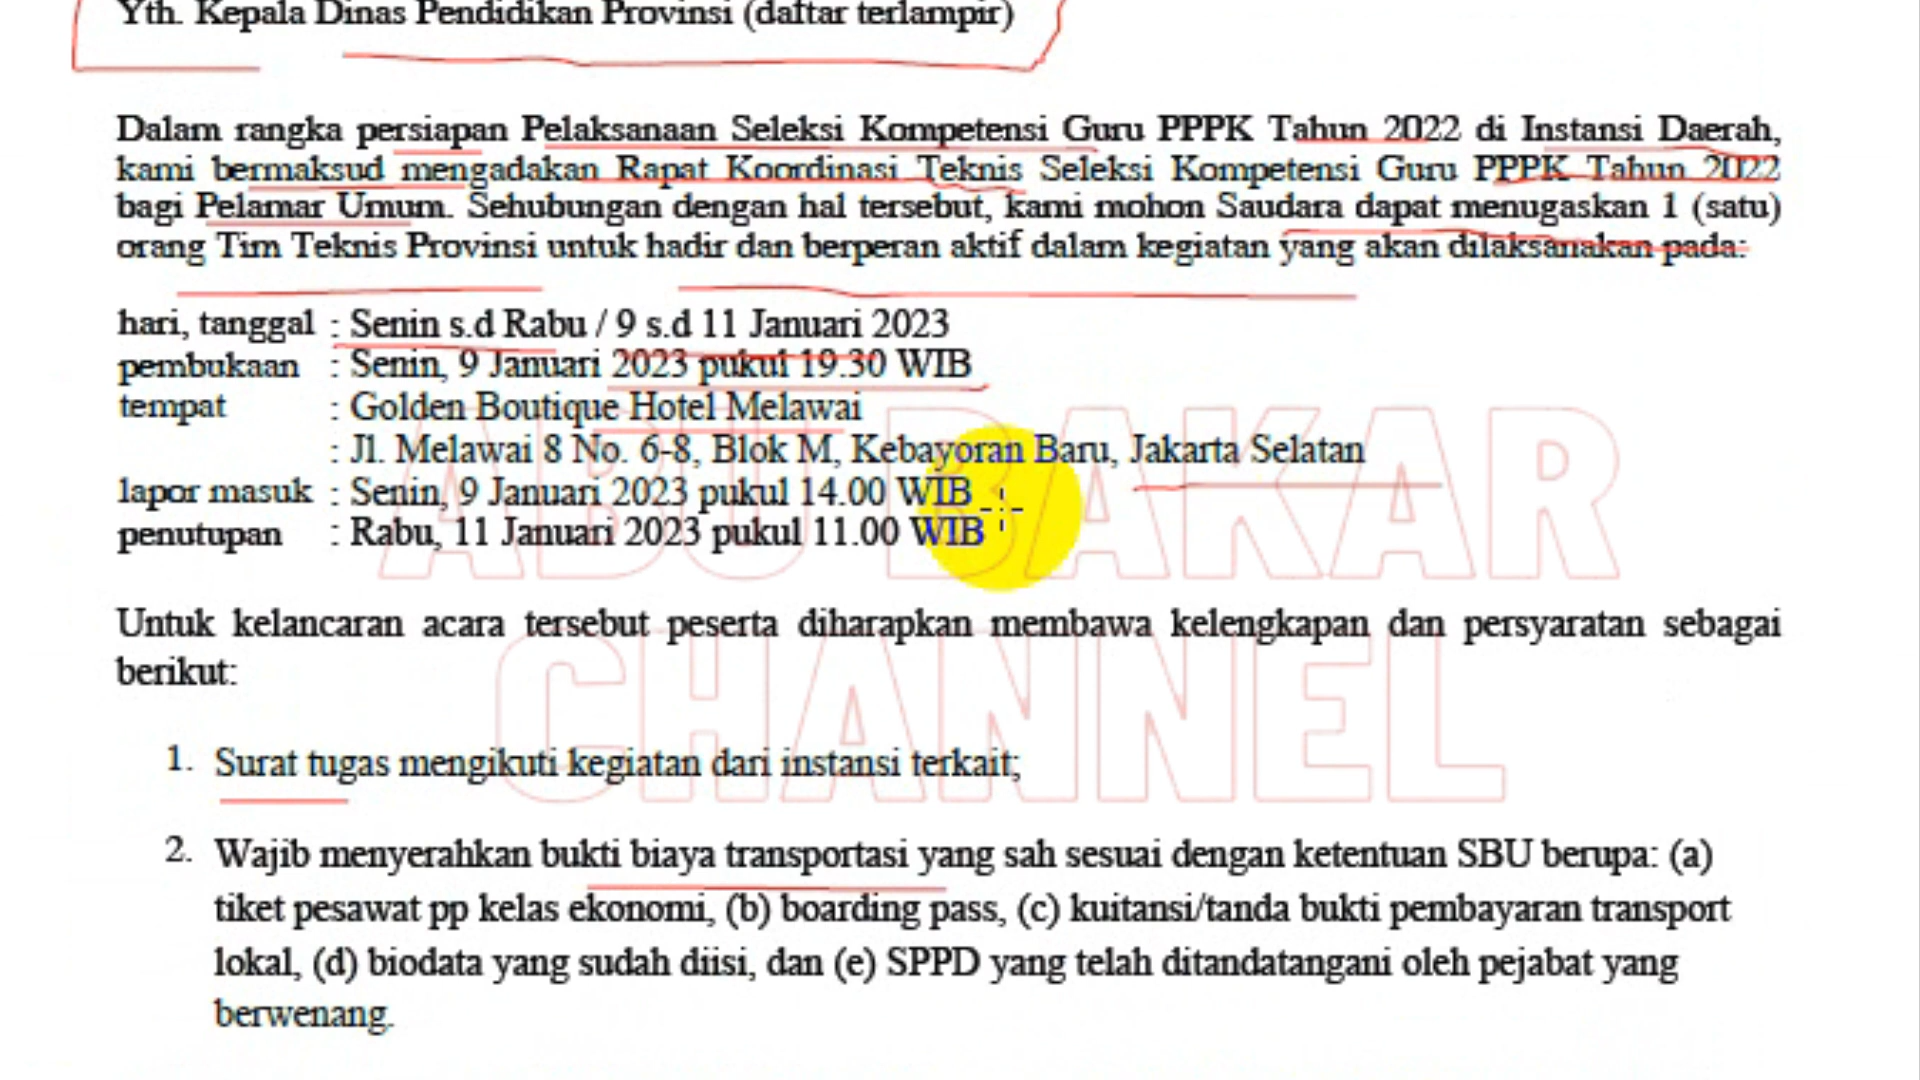 Yth. Kepala Dinas Pendidikan Provinsi (daftar terlampir)
Dalam rangka persiapan Pelaksanaan Seleksi Kompetensi Guru PPPK Tahun 2022 di Instansi Daerah,
kami bermaksud mengadakan Rapat Koordinasi Teknis Seleksi Kompetensi Guru PPPK Tahun 2022
bagi Pelamar Umum. Sehubungan dengan hal tersebut, kami mohon Saudara dapat menugaskan 1 (satu)
orang Tim Teknis Provinsi untuk hadir dan berperan aktif dalam kegiatan yang akan dilaksanakan pada:
hari, tanggal : Senin s.d Rabu / 9 s.d 11 Januari 2023
pembukaan : Senin, 9 Januari 2023 pukul 19.30 WIB
tempat : Golden Boutique Hotel Melawai
: Jl. Melawai 8 No. 6-8, Blok M, Kebayoran Baru, Jakarta Selatan
lapor masuk : Senin, 9 Januari 2023 pukul 14.00 WIB
penutupan : Rabu, 11 Januari 2023 pukul 11.00 WIB
ABU BAKAR
CHANNEL
Untuk kelancaran acara tersebut peserta diharapkan membawa kelengkapan dan persyaratan sebagai
berikut:
1. Surat tugas mengikuti kegiatan dari instansi terkait;
2. Wajib menyerahkan bukti biaya transportasi yang sah sesuai dengan ketentuan SBU berupa: (a)
tiket pesawat pp kelas ekonomi, (b) boarding pass, (c) kuitansi/tanda bukti pembayaran transport
lokal, (d) biodata yang sudah diisi, dan (e) SPPD yang telah ditandatangani oleh pejabat yang
berwenang.